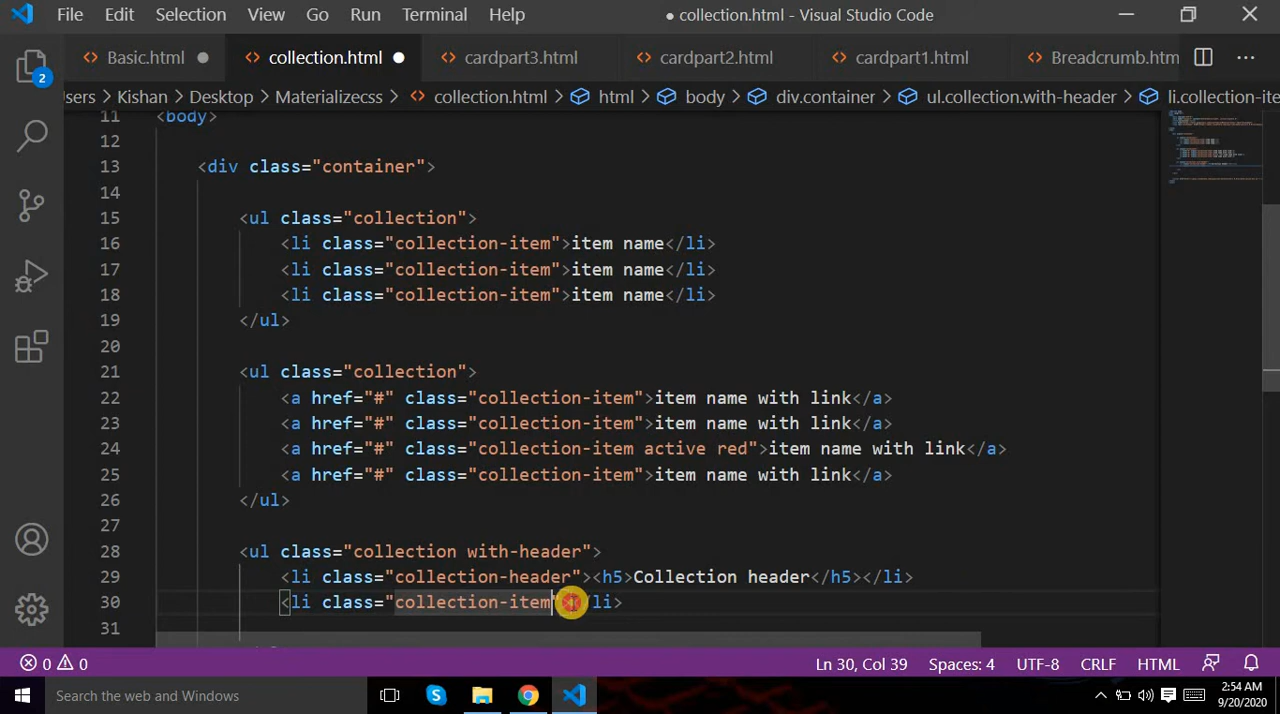 File Edit Selection View Go Run Terminal Help ● collection.html - Visual Studio Code
Basic.html collection.html cardpart3.html cardpart2.html cardpart1.html Breadcrumb.htm
Jsers > Kishan > Desktop > Materializecss > collection.html > html > body > div.container > ul.collection.with-header > li.collection-ite
2
11 <body>
12
13 <div class="container">
14
15 <ul class="collection">
16 <li class="collection-item">item name</li>
17 <li class="collection-item">item name</li>
18 <li class="collection-item">item name</li>
19 </ul>
20
21 <ul class="collection">
22 <a href="#" class="collection-item">item name with link</a>
23 <a href="#" class="collection-item">item name with link</a>
24 <a href="#" class="collection-item active red">item name with link</a>
25 <a href="#" class="collection-item">item name with link</a>
26 </ul>
27
28 <ul class="collection with-header">
29 <li class="collection-header"><h5>Collection header</h5></li>
30 <li class="collection-item"></li>
31
0 0 Ln 30, Col 39 Spaces: 4 UTF-8 CRLF HTML
Search the web and Windows
2:54 AM
9/20/2020